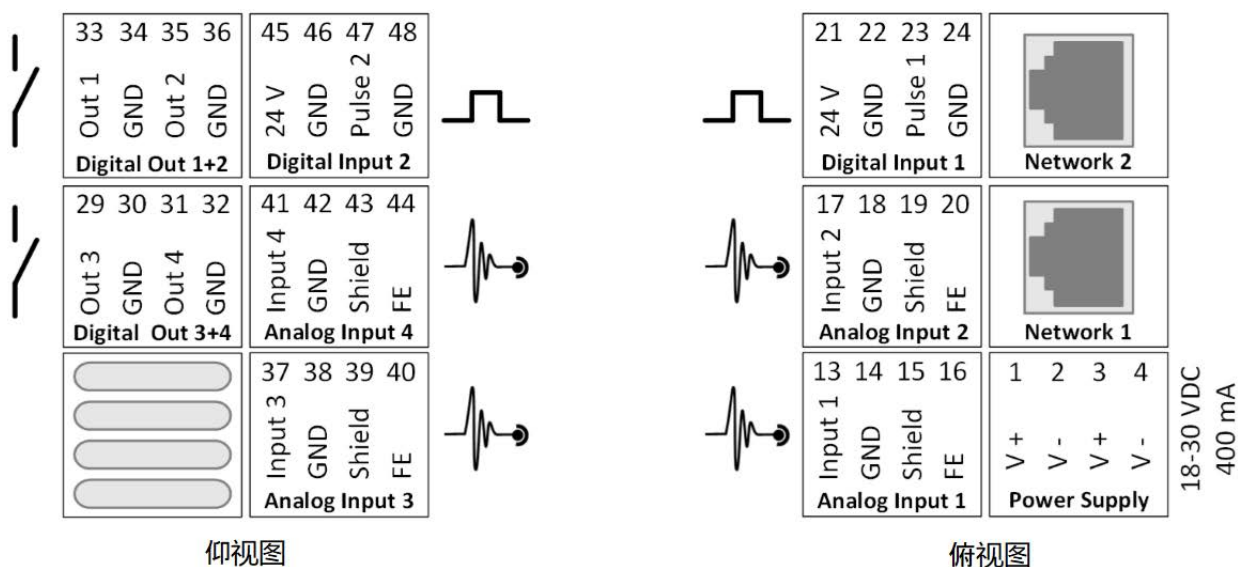 33 34 35 36
Out 1
GND
Out 2
GND
Digital Out 1+2
45 46 47 48
24 V
GND
Pulse 2
GND
Digital Input 2
29 30 31 32
Out 3
GND
Out 4
GND
Digital Out 3+4
41 42 43 44
Input 4
GND
Shield
FE
Analog Input 4
37 38 39 40
Input 3
GND
Shield
FE
Analog Input 3
仰视图
21 22 23 24
24 V
GND
Pulse 1
GND
Digital Input 1
Network 2
17 18 19 20
Input 2
GND
Shield
FE
Analog Input 2
Network 1
13 14 15 16
Input 1
GND
Shield
FE
Analog Input 1
1 2 3 4
V +
V -
V +
V -
Power Supply
18-30 VDC
400 mA
俯视图